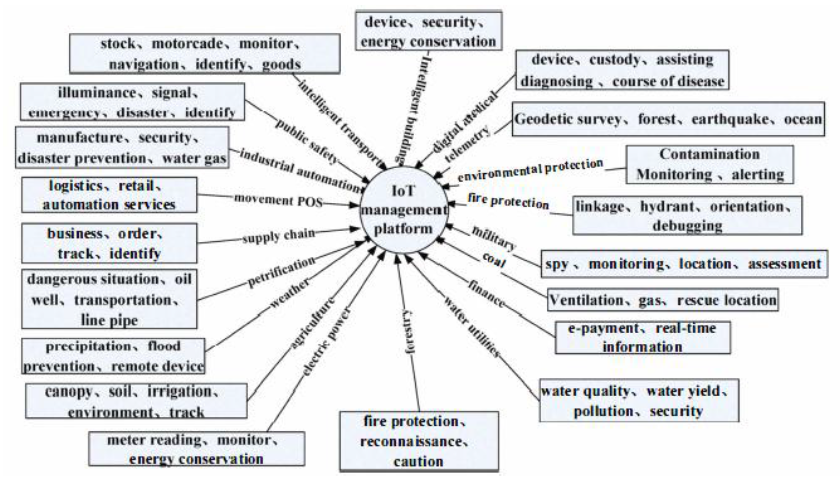 device、security、
energy conservation
Intelligent building
stock、motorcade、monitor、
navigation、identify、goods
intelligent transport
illuminance、signal、
emergency、disaster、identify
public safety
manufacture、security、
disaster prevention、water gas
industrial automation
logistics、retail、
automation services
movement POS
business、order、
track、identify
supply chain
dangerous situation、oil
well、transportation、
line pipe
petrification
precipitation、flood
prevention、remote device
weather
canopy、soil、irrigation、
environment、track
agriculture
meter reading、monitor、
energy conservation
electric power
IoT
management
platform
device、custody、assisting
diagnosing 、course of disease
digital medical
Geodetic survey、forest、earthquake、ocean
telemetry
Contamination
Monitoring 、alerting
environmental protection
linkage、hydrant、orientation、
debugging
fire protection
spy 、monitoring、location、assessment
military
Ventilation、gas、rescue location
coal
e-payment、real-time
information
finance
water quality、water yield、
pollution、security
water utilities
fire protection、
reconnaissance、
caution
forestry